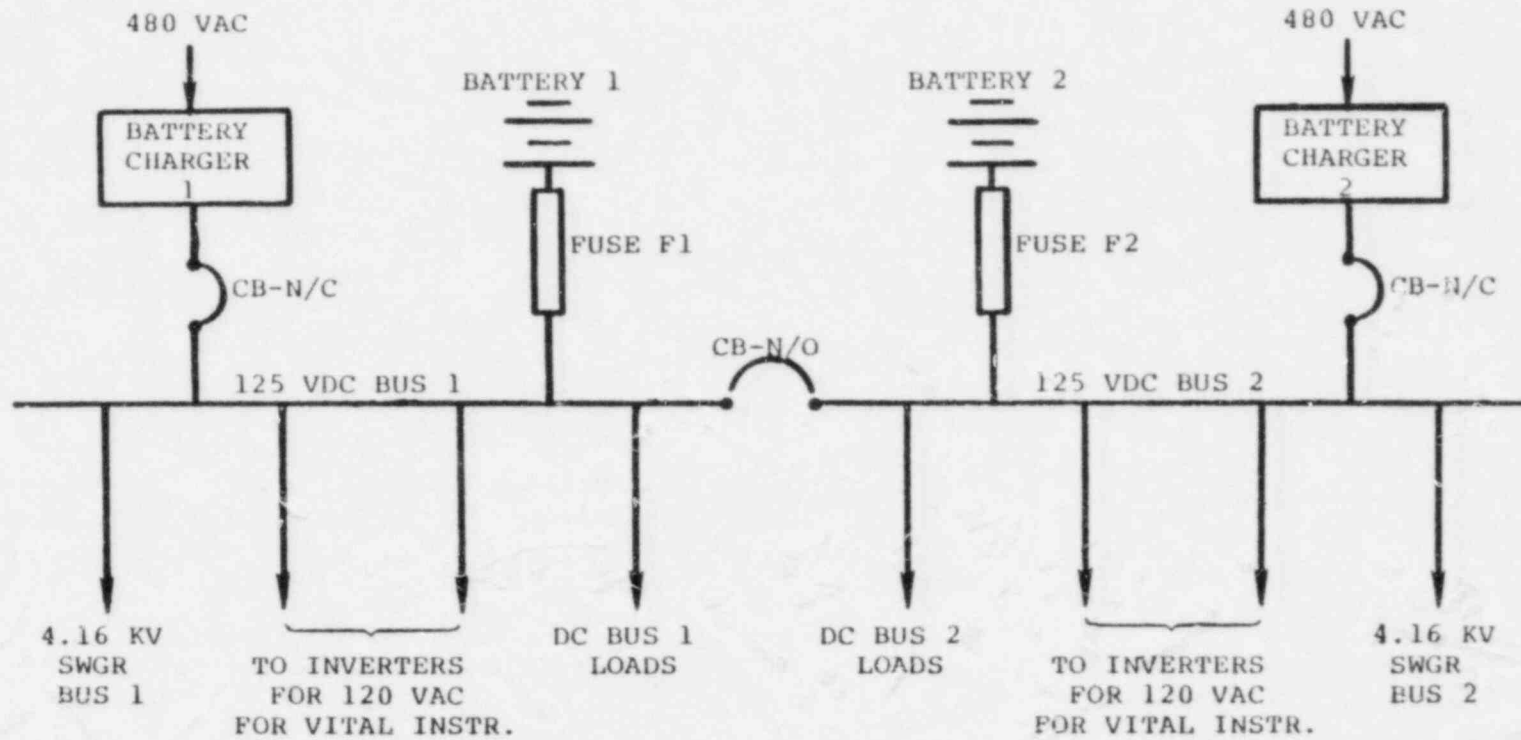 480 VAC
480 VAC
BATTERY 1
BATTERY 2
BATTERY
CHARGER
1
BATTERY
CHARGER
2
FUSE F1
FUSE F2
CB-N/C
CB-N/C
CB-N/O
125 VDC BUS 1
125 VDC BUS 2
4.16 KV
SWGR
BUS 1
TO INVERTERS
FOR 120 VAC
FOR VITAL INSTR.
DC BUS 1
LOADS
DC BUS 2
LOADS
TO INVERTERS
FOR 120 VAC
FOR VITAL INSTR.
4.16 KV
SWGR
BUS 2